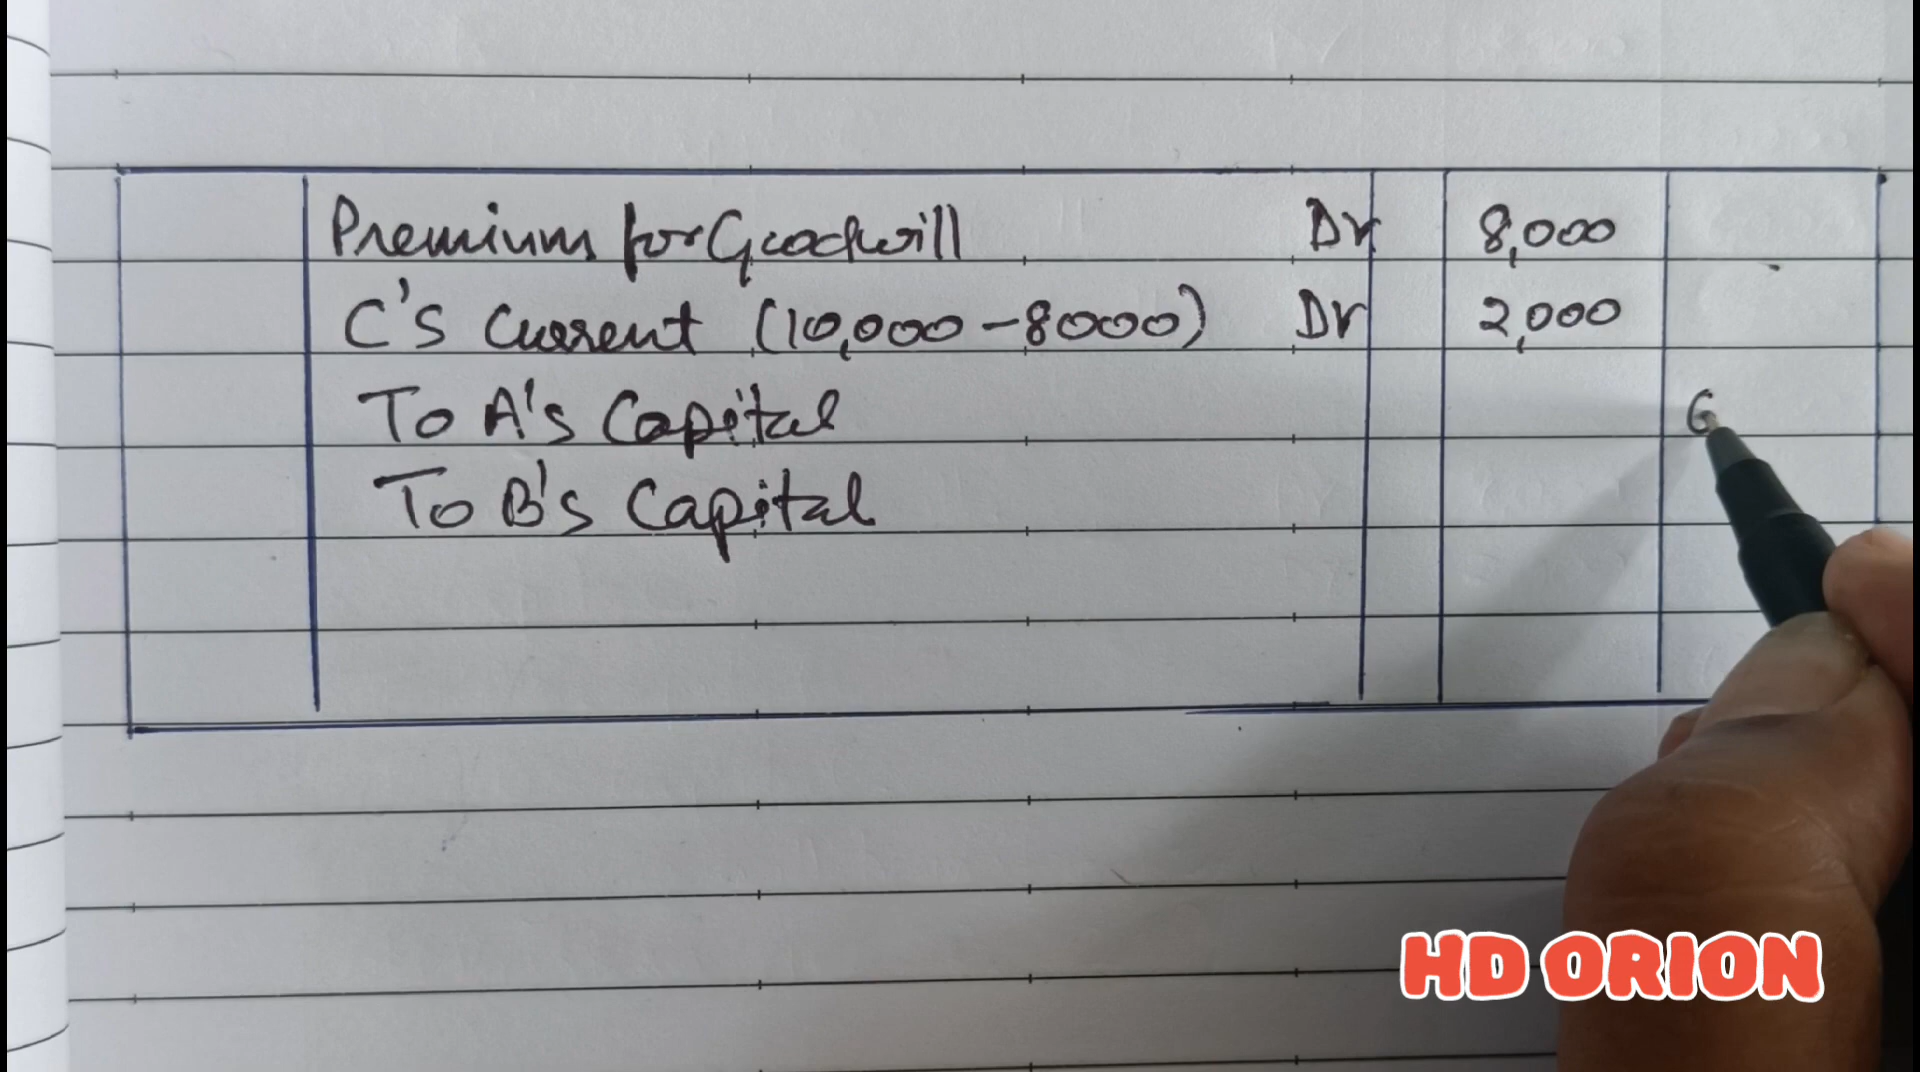 Premium for Goodwill Dr 8,000
C's Current (10,000-8000) Dr 2,000
To A's Capital 6
To B's Capital
HD ORION